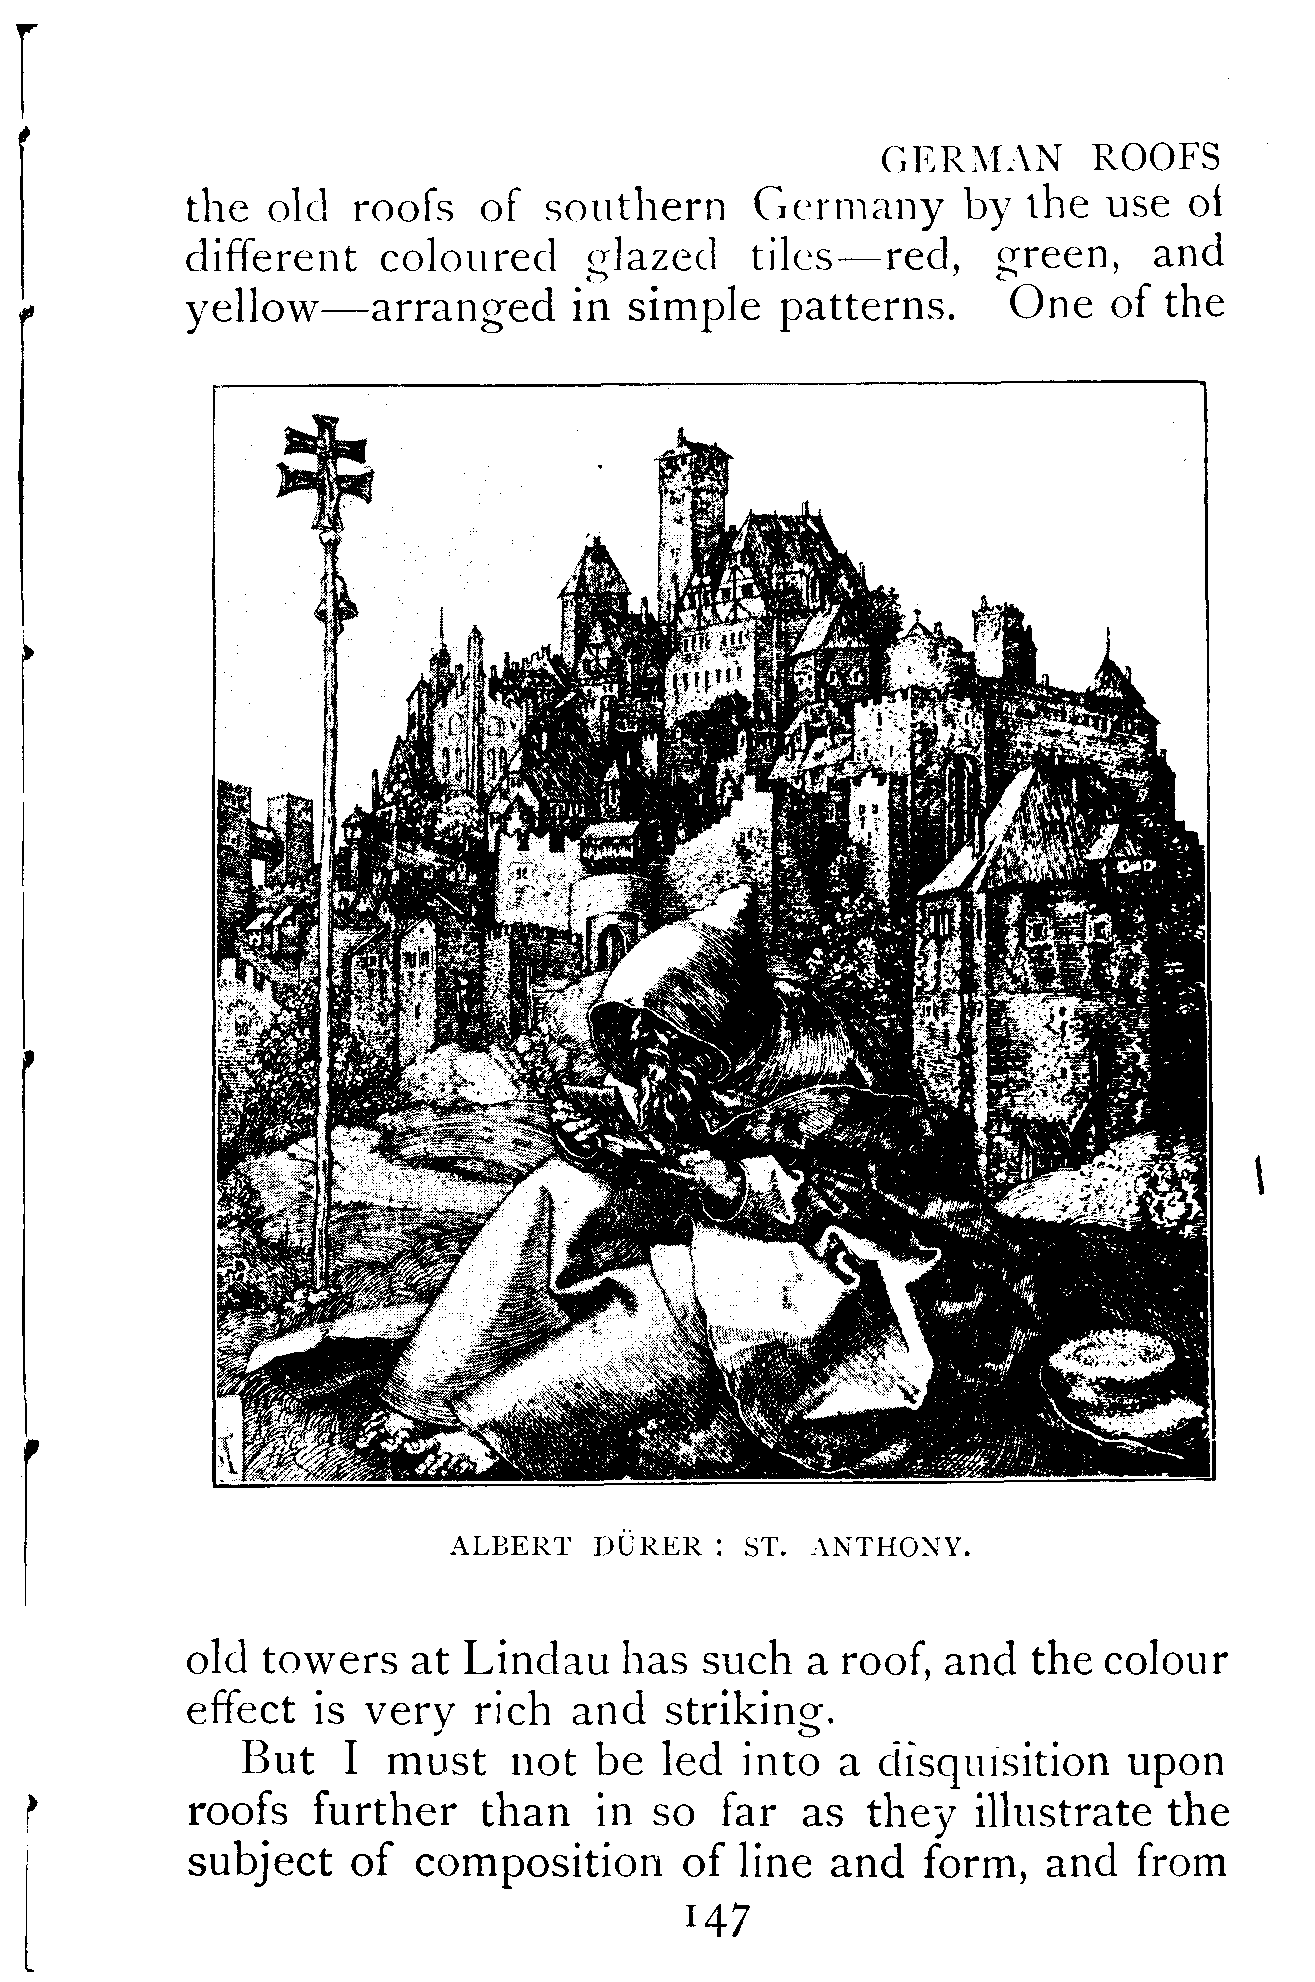 GERMAN ROOFS
the old roofs of southern Germany by the use of
different coloured glazed tiles—red, green, and
yellow—arranged in simple patterns. One of the
ALBERT DÜRER: ST. ANTHONY.
old towers at Lindau has such a roof, and the colour
effect is very rich and striking.
But I must not be led into a disquisition upon
roofs further than in so far as they illustrate the
subject of composition of line and form, and from
147